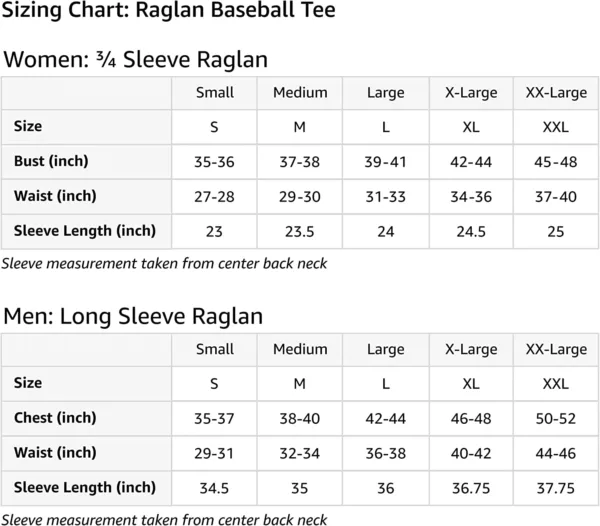 Sizing Chart: Raglan Baseball Tee
Women: ¾ Sleeve Raglan
Small Medium Large X-Large XX-Large
Size S M L XL XXL
Bust (inch) 35-36 37-38 39-41 42-44 45-48
Waist (inch) 27-28 29-30 31-33 34-36 37-40
Sleeve Length (inch) 23 23.5 24 24.5 25
Sleeve measurement taken from center back neck
Men: Long Sleeve Raglan
Small Medium Large X-Large XX-Large
Size S M L XL XXL
Chest (inch) 35-37 38-40 42-44 46-48 50-52
Waist (inch) 29-31 32-34 36-38 40-42 44-46
Sleeve Length (inch) 34.5 35 36 36.75 37.75
Sleeve measurement taken from center back neck